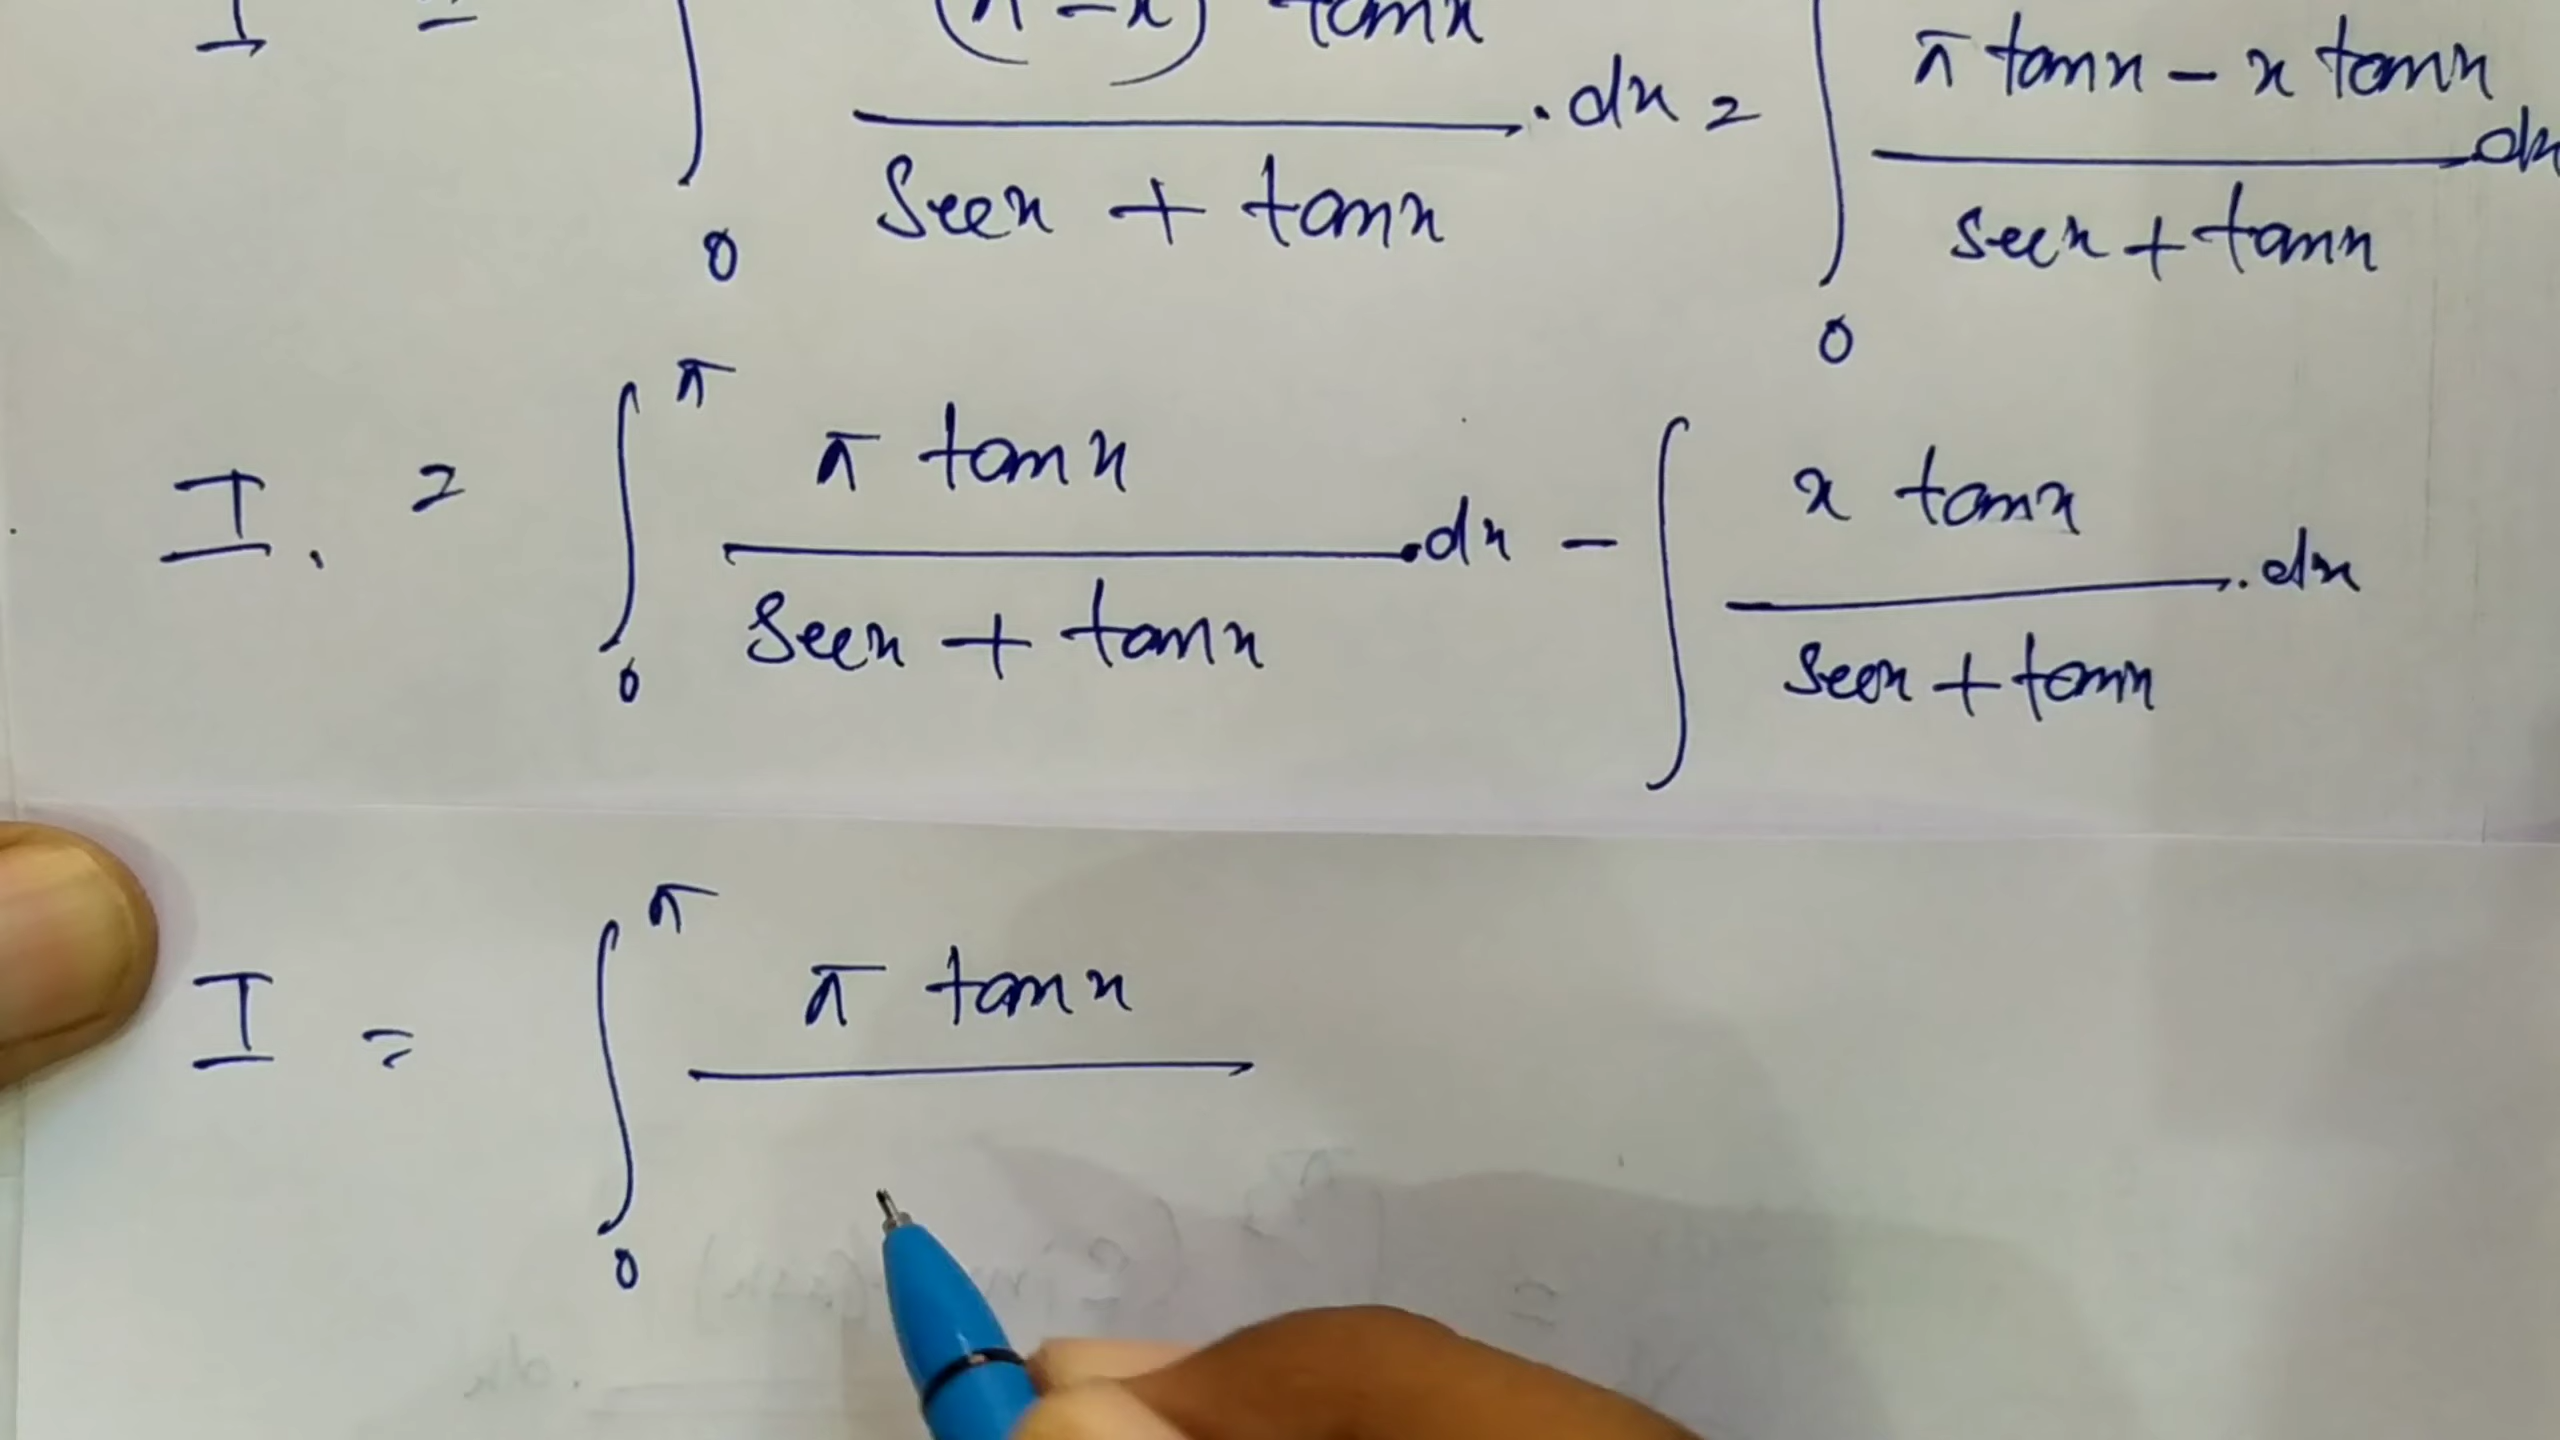 I = ∫ (π - x) tanx / secx + tanx . dx = ∫ π tanx - x tanx / secx + tanx dx
0 0
I. = ∫ π π tanx / secx + tanx . dx - ∫ x tanx / secx + tanx . dx
0
I = ∫ π π tanx
0